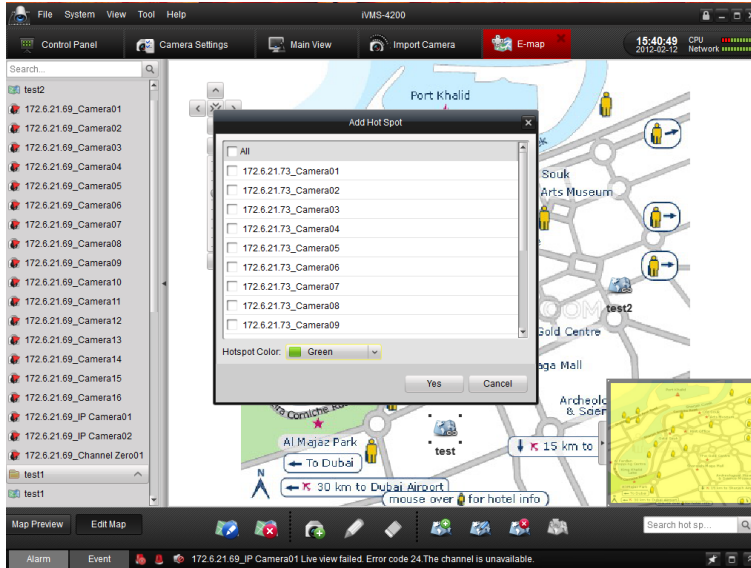 File System View Tool Help
iVMS-4200
Control Panel
Camera Settings
Main View
Import Camera
E-map
15:40:49
2012-02-12
CPU
Network
Search...
test2
172.6.21.69_Camera01
172.6.21.69_Camera02
172.6.21.69_Camera03
172.6.21.69_Camera04
172.6.21.69_Camera05
172.6.21.69_Camera06
172.6.21.69_Camera07
172.6.21.69_Camera08
172.6.21.69_Camera09
172.6.21.69_Camera10
172.6.21.69_Camera11
172.6.21.69_Camera12
172.6.21.69_Camera13
172.6.21.69_Camera14
172.6.21.69_Camera15
172.6.21.69_Camera16
172.6.21.69_IP Camera01
172.6.21.69_IP Camera02
172.6.21.69_Channel Zero01
test1
test1
Port Khalid
Add Hot Spot
All
172.6.21.73_Camera01
172.6.21.73_Camera02
172.6.21.73_Camera03
172.6.21.73_Camera04
172.6.21.73_Camera05
172.6.21.73_Camera06
172.6.21.73_Camera07
172.6.21.73_Camera08
172.6.21.73_Camera09
Hotspot Color:
Green
Yes
Cancel
Souk
Arts Museum
test2
Gold Centre
Mall
Corniche
Al Majaz Park
To Dubai
test
15 km to
& Scien
N
30 km to Dubai Airport
mouse over for hotel info
Map Preview
Edit Map
Search hot sp...
Alarm
Event
172.6.21.69_IP Camera01 Live view failed. Error code 24.The channel is unavailable.